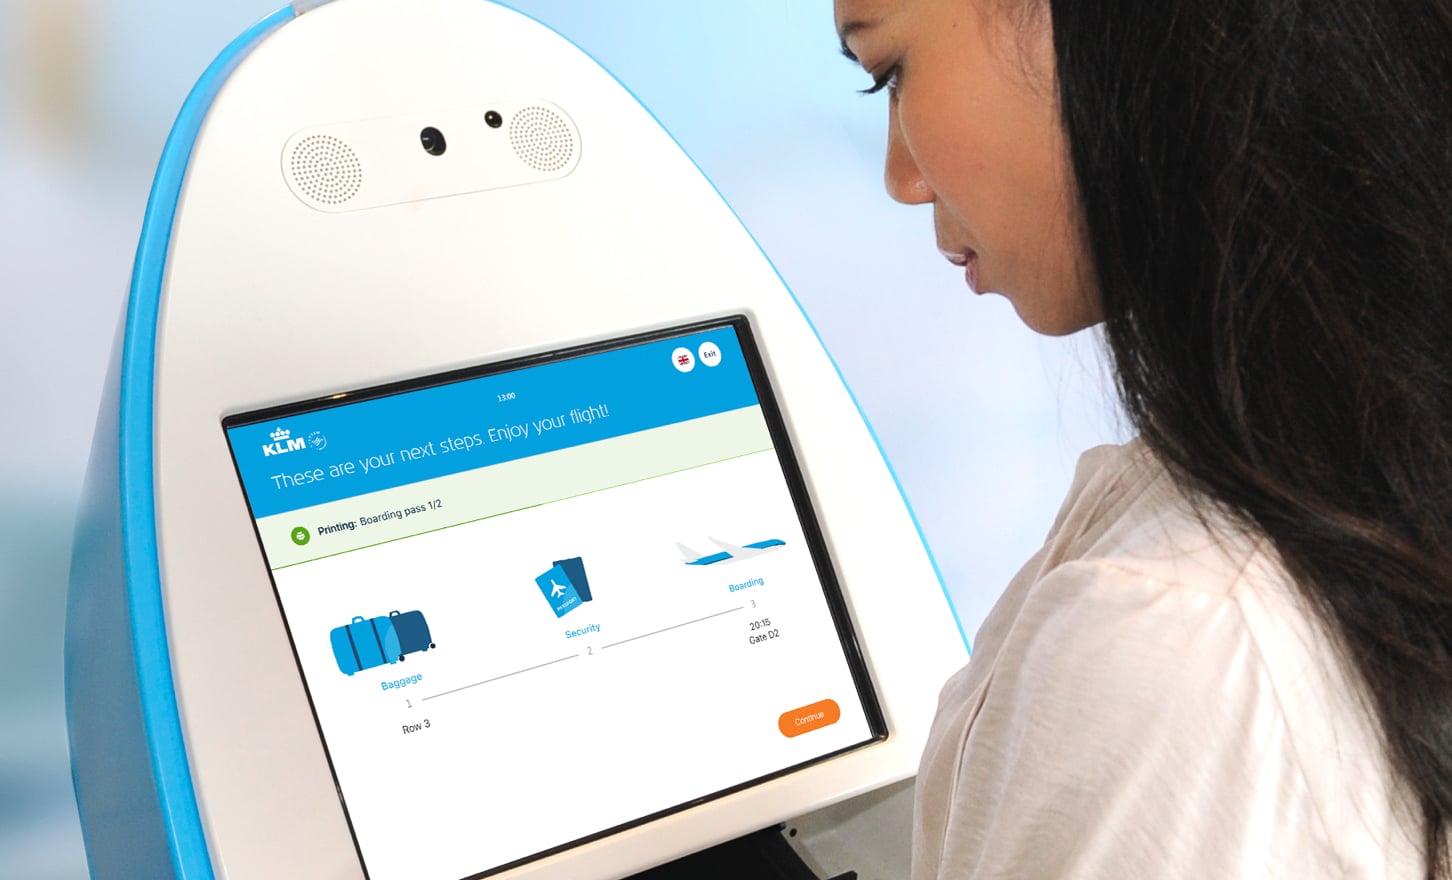 13:00
Exit
KLM
These are your next steps. Enjoy your flight!
Printing: Boarding pass 1/2
PASSPORT
Baggage
1
Row 3
Security
2
Boarding
3
20:15
Gate D2
Continue